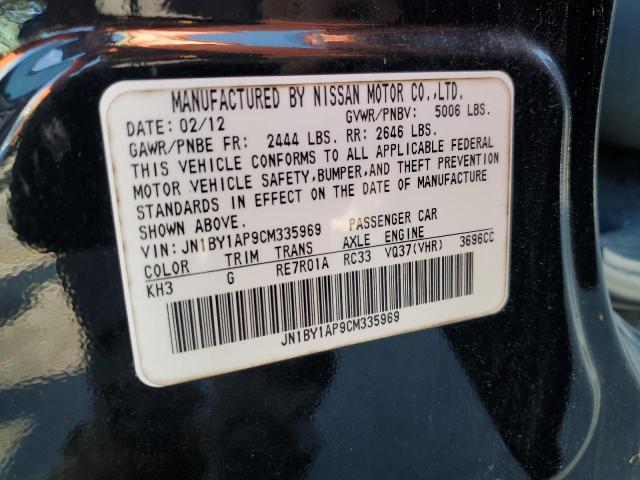 MANUFACTURED BY NISSAN MOTOR CO.,LTD.
DATE: 02/12 GVWR/PNBV: 5006 LBS.
GAWR/PNBE FR: 2444 LBS. RR: 2646 LBS.
THIS VEHICLE CONFORMS TO ALL APPLICABLE FEDERAL
MOTOR VEHICLE SAFETY,BUMPER,AND THEFT PREVENTION
STANDARDS IN EFFECT ON THE DATE OF MANUFACTURE
SHOWN ABOVE.
VIN: JN1BY1AP9CM335969 PASSENGER CAR
COLOR TRIM TRANS AXLE ENGINE
KH3 G RE7R01A RC33 VQ37(VHR) 3696CC
JN1BY1AP9CM335969